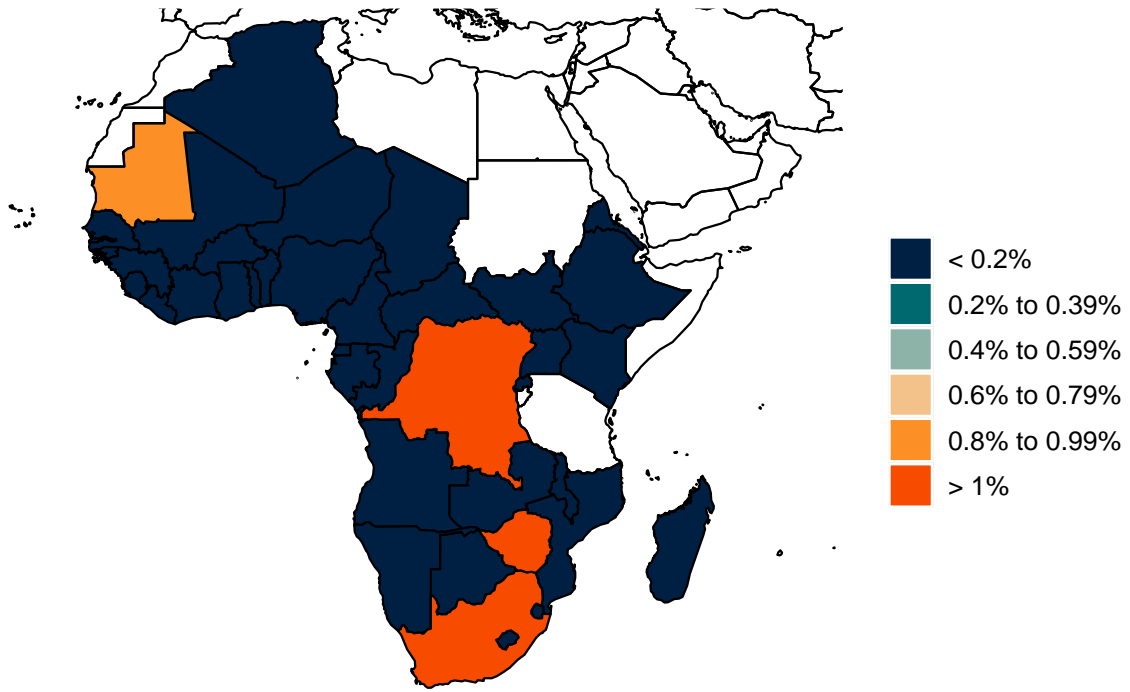 < 0.2%
0.2% to 0.39%
0.4% to 0.59%
0.6% to 0.79%
0.8% to 0.99%
> 1%